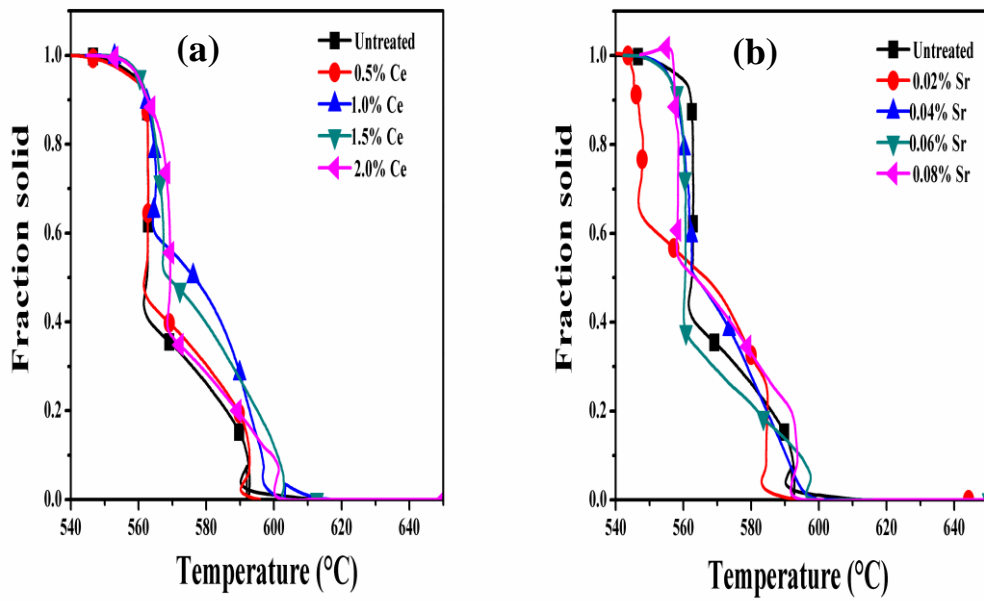 (a)
Untreated
0.5% Ce
1.0% Ce
1.5% Ce
2.0% Ce
Fraction solid
1.0
0.8
0.6
0.4
0.2
0.0
540 560 580 600 620 640
Temperature (°C)
(b)
Untreated
0.02% Sr
0.04% Sr
0.06% Sr
0.08% Sr
Fraction solid
1.0
0.8
0.6
0.4
0.2
0.0
540 560 580 600 620 640
Temperature (°C)